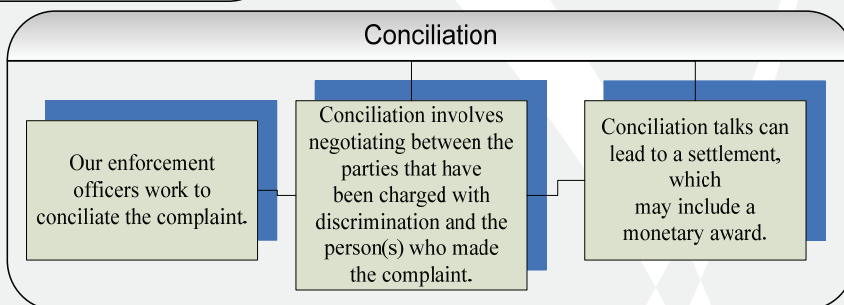 Conciliation
Our enforcement
officers work to
conciliate the complaint.
Conciliation involves
negotiating between the
parties that have
been charged with
discrimination and the
person(s) who made
the complaint.
Conciliation talks can
lead to a settlement,
which
may include a
monetary award.